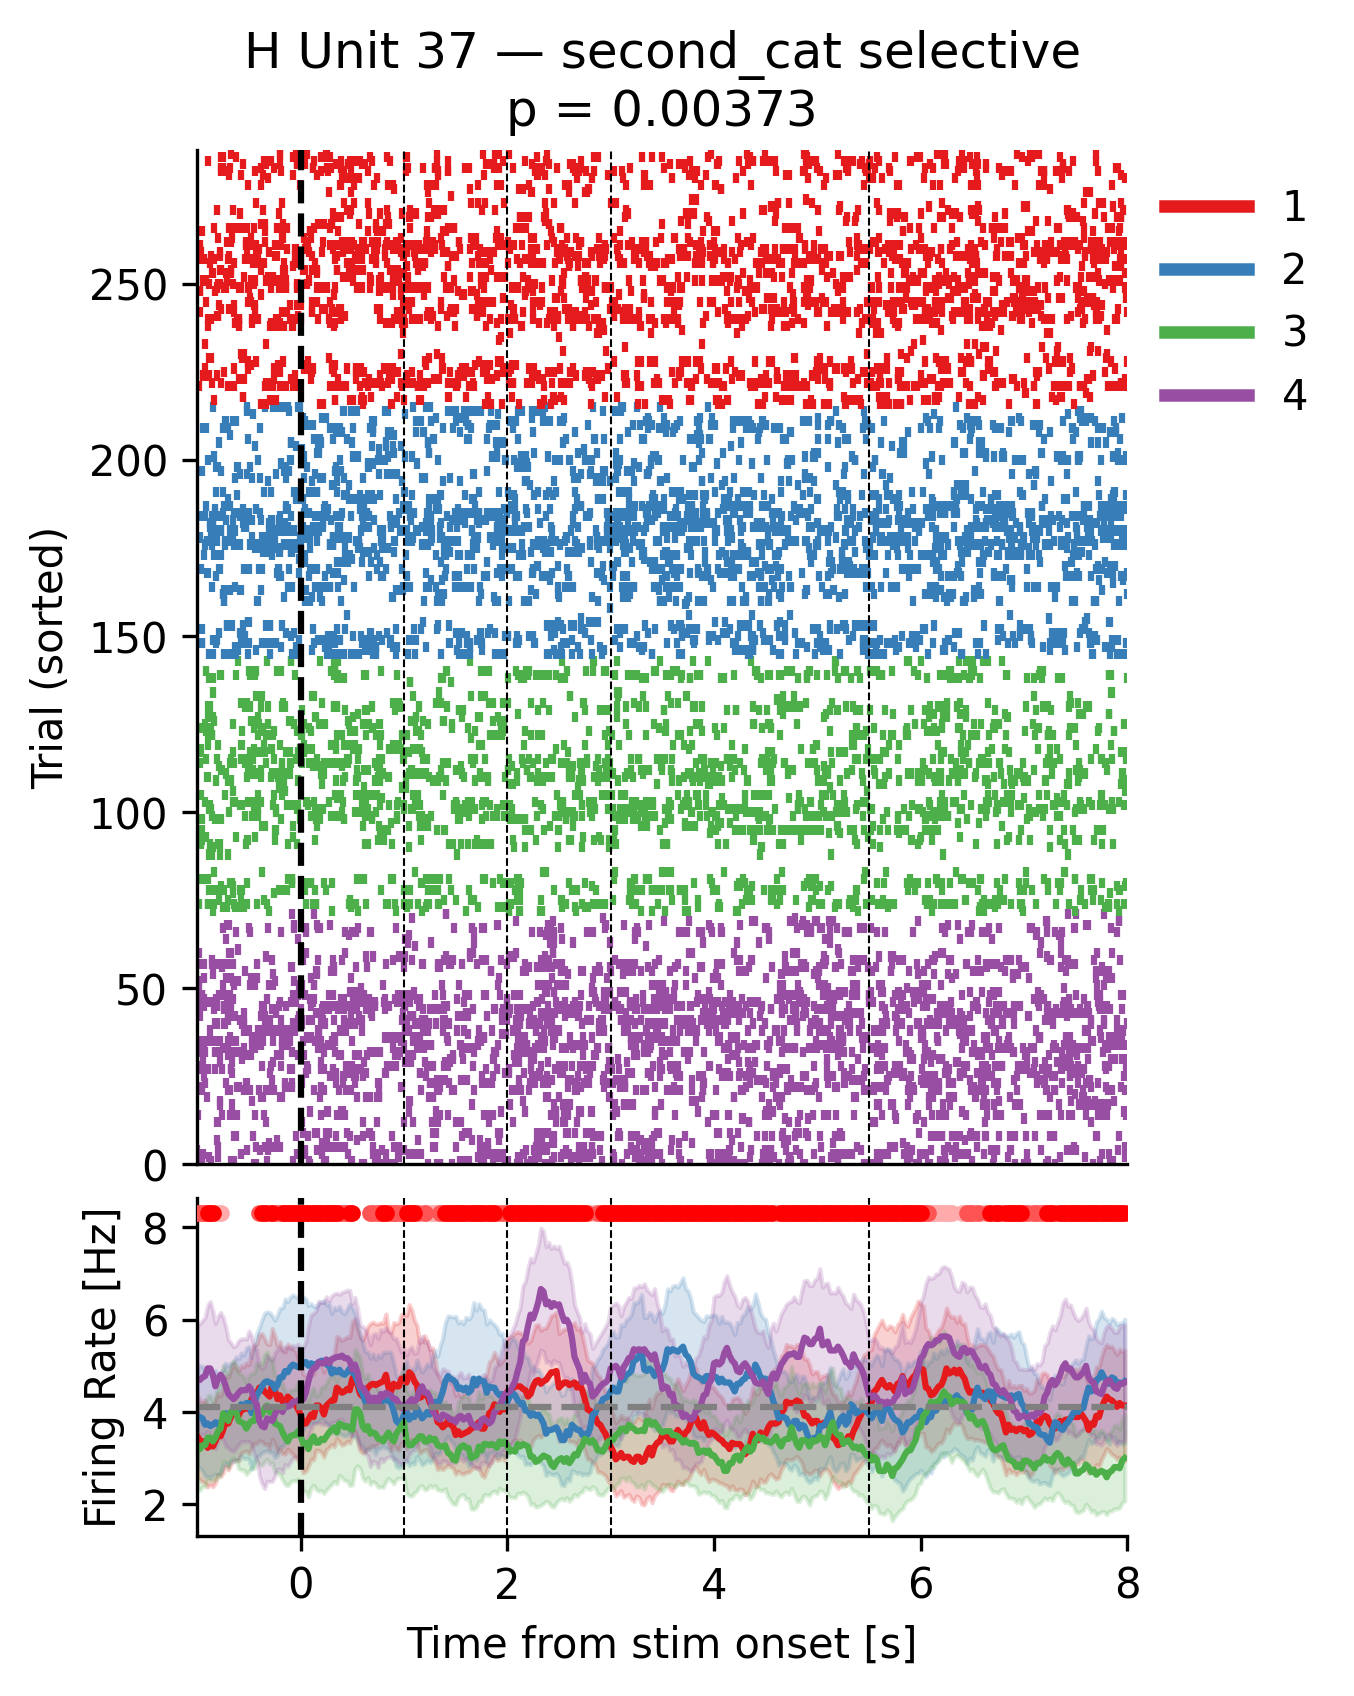 H Unit 37 — second_cat selective
p = 0.00373
1
2
3
4
250
200
150
100
50
0
Trial (sorted)
8
6
4
2
Firing Rate [Hz]
0 2 4 6 8
Time from stim onset [s]